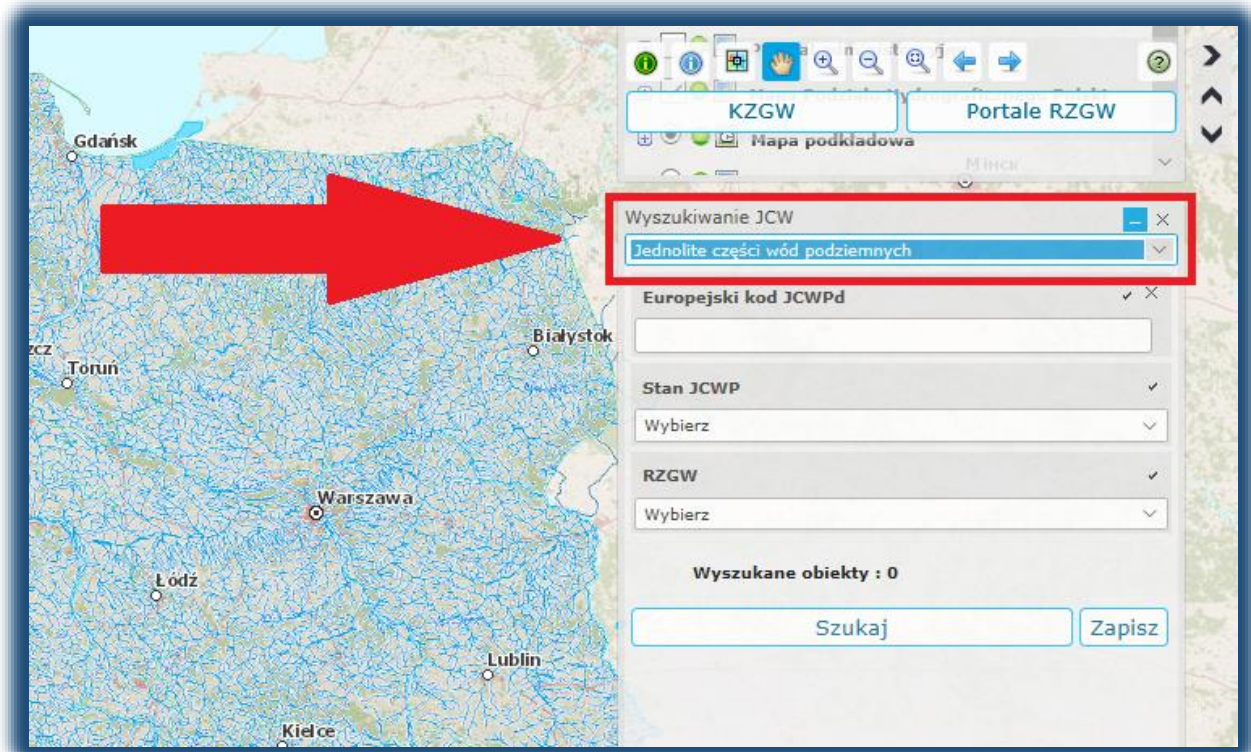 KZGW
Portale RZGW
Mapa podkladowa
Gdańsk
Минск
Wyszukiwanie JCW
Jednolite części wód podziemnych
Europejski kod JCWPd
Białystok
Toruń
Stan JCWP
Wybierz
RZGW
Wybierz
Warszawa
Wyszukane obiekty : 0
Łódź
Szukaj
Zapisz
Lublin
Kielce